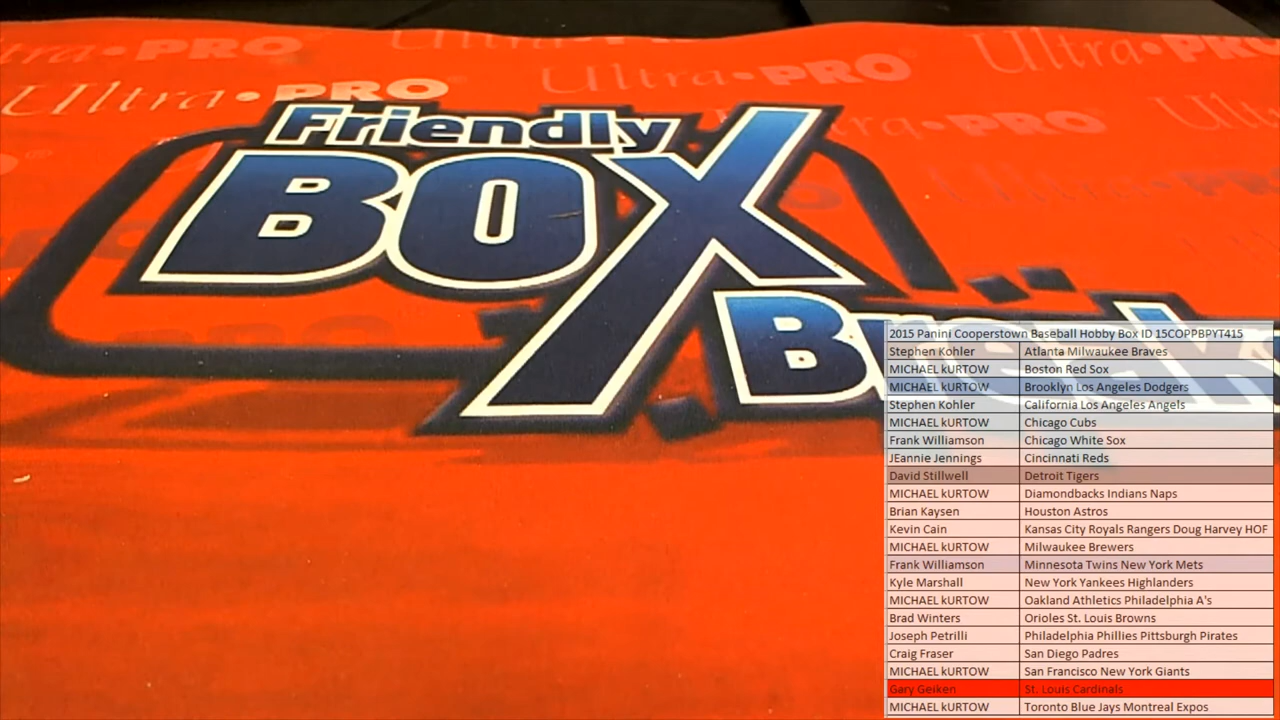 Ultra•PRO Ultra•PRO Ultra•PRO
Ultra•PRO Ultra•PRO
Friendly
BOX
Breaks
2015 Panini Cooperstown Baseball Hobby Box ID 15COPPBPYT415
Stephen Kohler Atlanta Milwaukee Braves
MICHAEL kURTOW Boston Red Sox
MICHAEL kURTOW Brooklyn Los Angeles Dodgers
Stephen Kohler California Los Angeles Angels
MICHAEL kURTOW Chicago Cubs
Frank Williamson Chicago White Sox
JEannie Jennings Cincinnati Reds
David Stillwell Detroit Tigers
MICHAEL kURTOW Diamondbacks Indians Naps
Brian Kaysen Houston Astros
Kevin Cain Kansas City Royals Rangers Doug Harvey HOF
MICHAEL kURTOW Milwaukee Brewers
Frank Williamson Minnesota Twins New York Mets
Kyle Marshall New York Yankees Highlanders
MICHAEL kURTOW Oakland Athletics Philadelphia A's
Brad Winters Orioles St. Louis Browns
Joseph Petrilli Philadelphia Phillies Pittsburgh Pirates
Craig Fraser San Diego Padres
MICHAEL kURTOW San Francisco New York Giants
Gary Geiken St. Louis Cardinals
MICHAEL kURTOW Toronto Blue Jays Montreal Expos